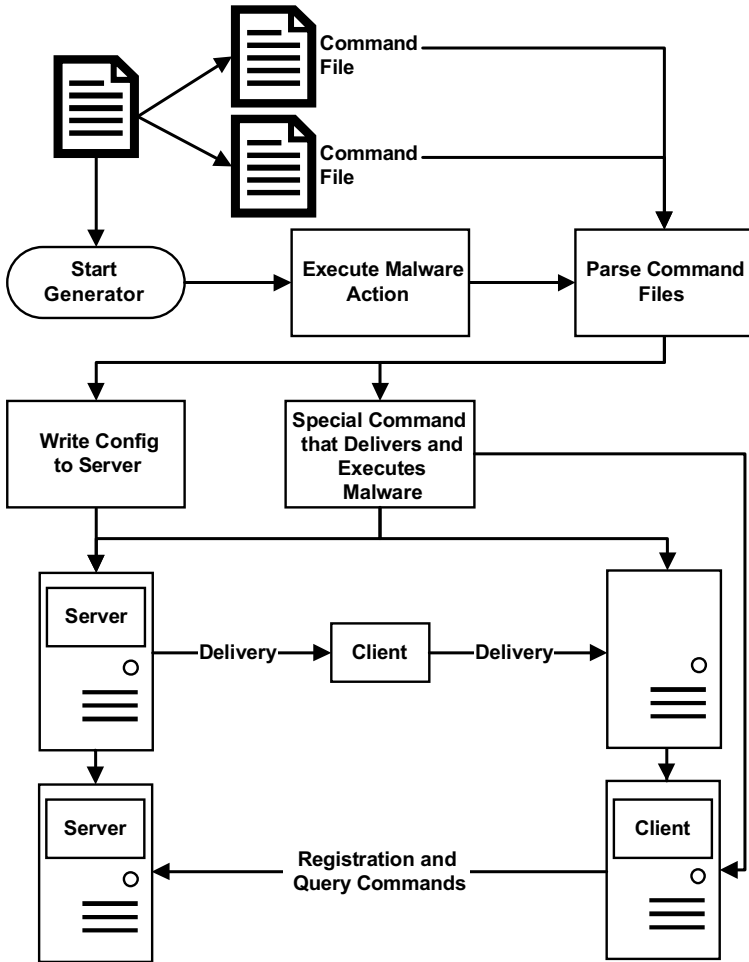 Command
File
Command
File
Start
Generator
Execute Malware
Action
Parse Command
Files
Write Config
to Server
Special Command
that Delivers and
Executes
Malware
Server
Delivery
Client
Delivery
Server
Registration and
Query Commands
Client